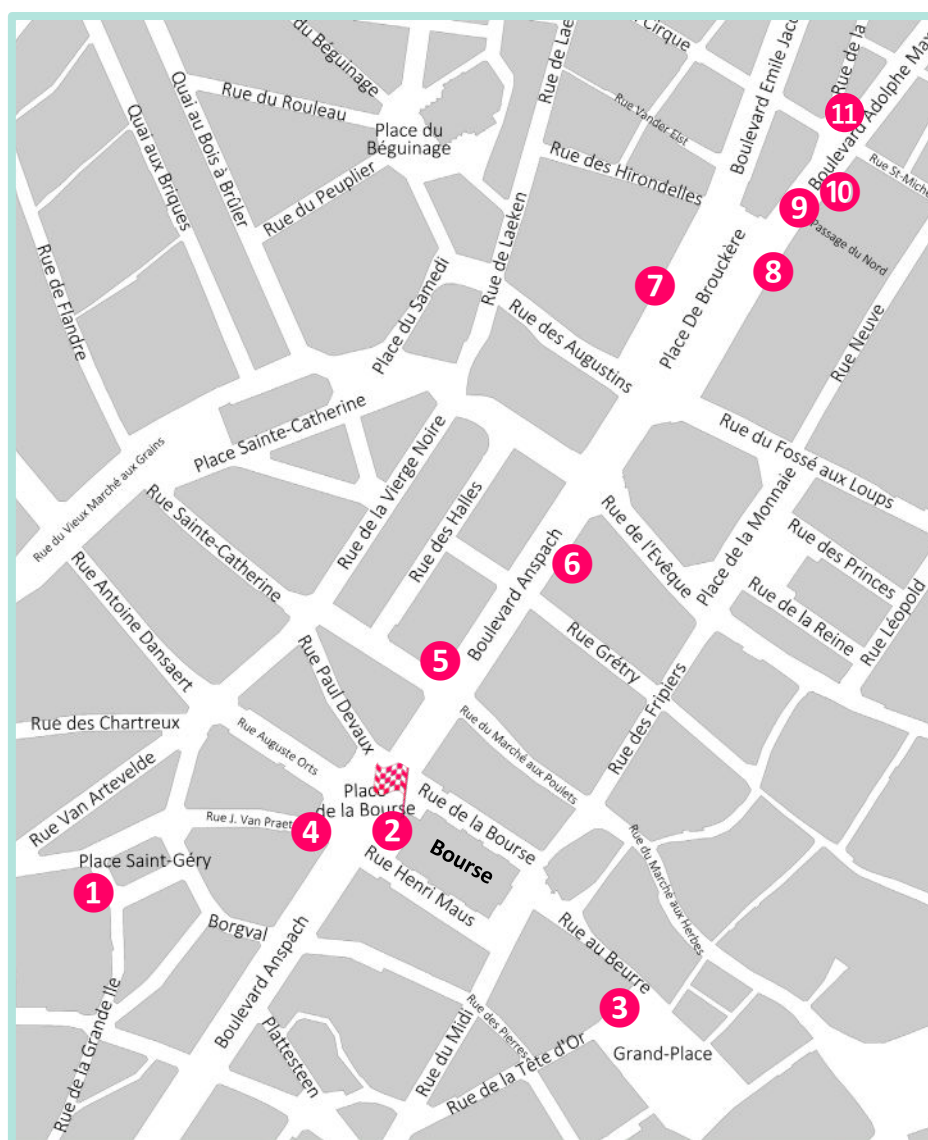 du Béguinage
Cirque
Rue de Lae
Boulevard Emile Jacq
Rue de la
Boulevard Adolphe Max
Quai au Bois à Brûler
Quai aux Briques
Rue du Rouleau
Place du
Béguinage
Rue Vander Elst
11
Rue des Hirondelles
Rue St-Miche
Rue du Peuplier
10
9
Passage du Nord
Rue de Laeken
Rue de Flandre
Place du Samedi
7
Place De Brouckère
8
Rue des Augustins
Rue Neuve
Place Sainte-Catherine
Rue du Vieux Marché aux Grains
Rue de la Vierge Noire
Rue du Fossé aux Loups
Rue Sainte-Catherine
Rue des Halles
Rue de l'Evêque
Place de la Monnaie
Rue des Princes
6
Boulevard Anspach
Rue Antoine Dansaert
Rue de la Reine
Rue Léopold
5
Rue Grétry
Rue Paul Devaux
Rue des Fripiers
Rue des Chartreux
Rue Auguste Orts
Rue du Marché aux Poulets
Rue Van Artevelde
Place
de la Bourse
Rue J. Van Praet
4
2
Rue de la Bourse
Bourse
Rue du Marché aux Herbes
Place Saint-Géry
1
Rue Henri Maus
Borgval
Boulevard Anspach
Rue au Beurre
3
Rue de la Grande Ile
Plattesteen
Rue du Midi
Rue des Pierres
Rue de la Tête d'Or
Grand-Place